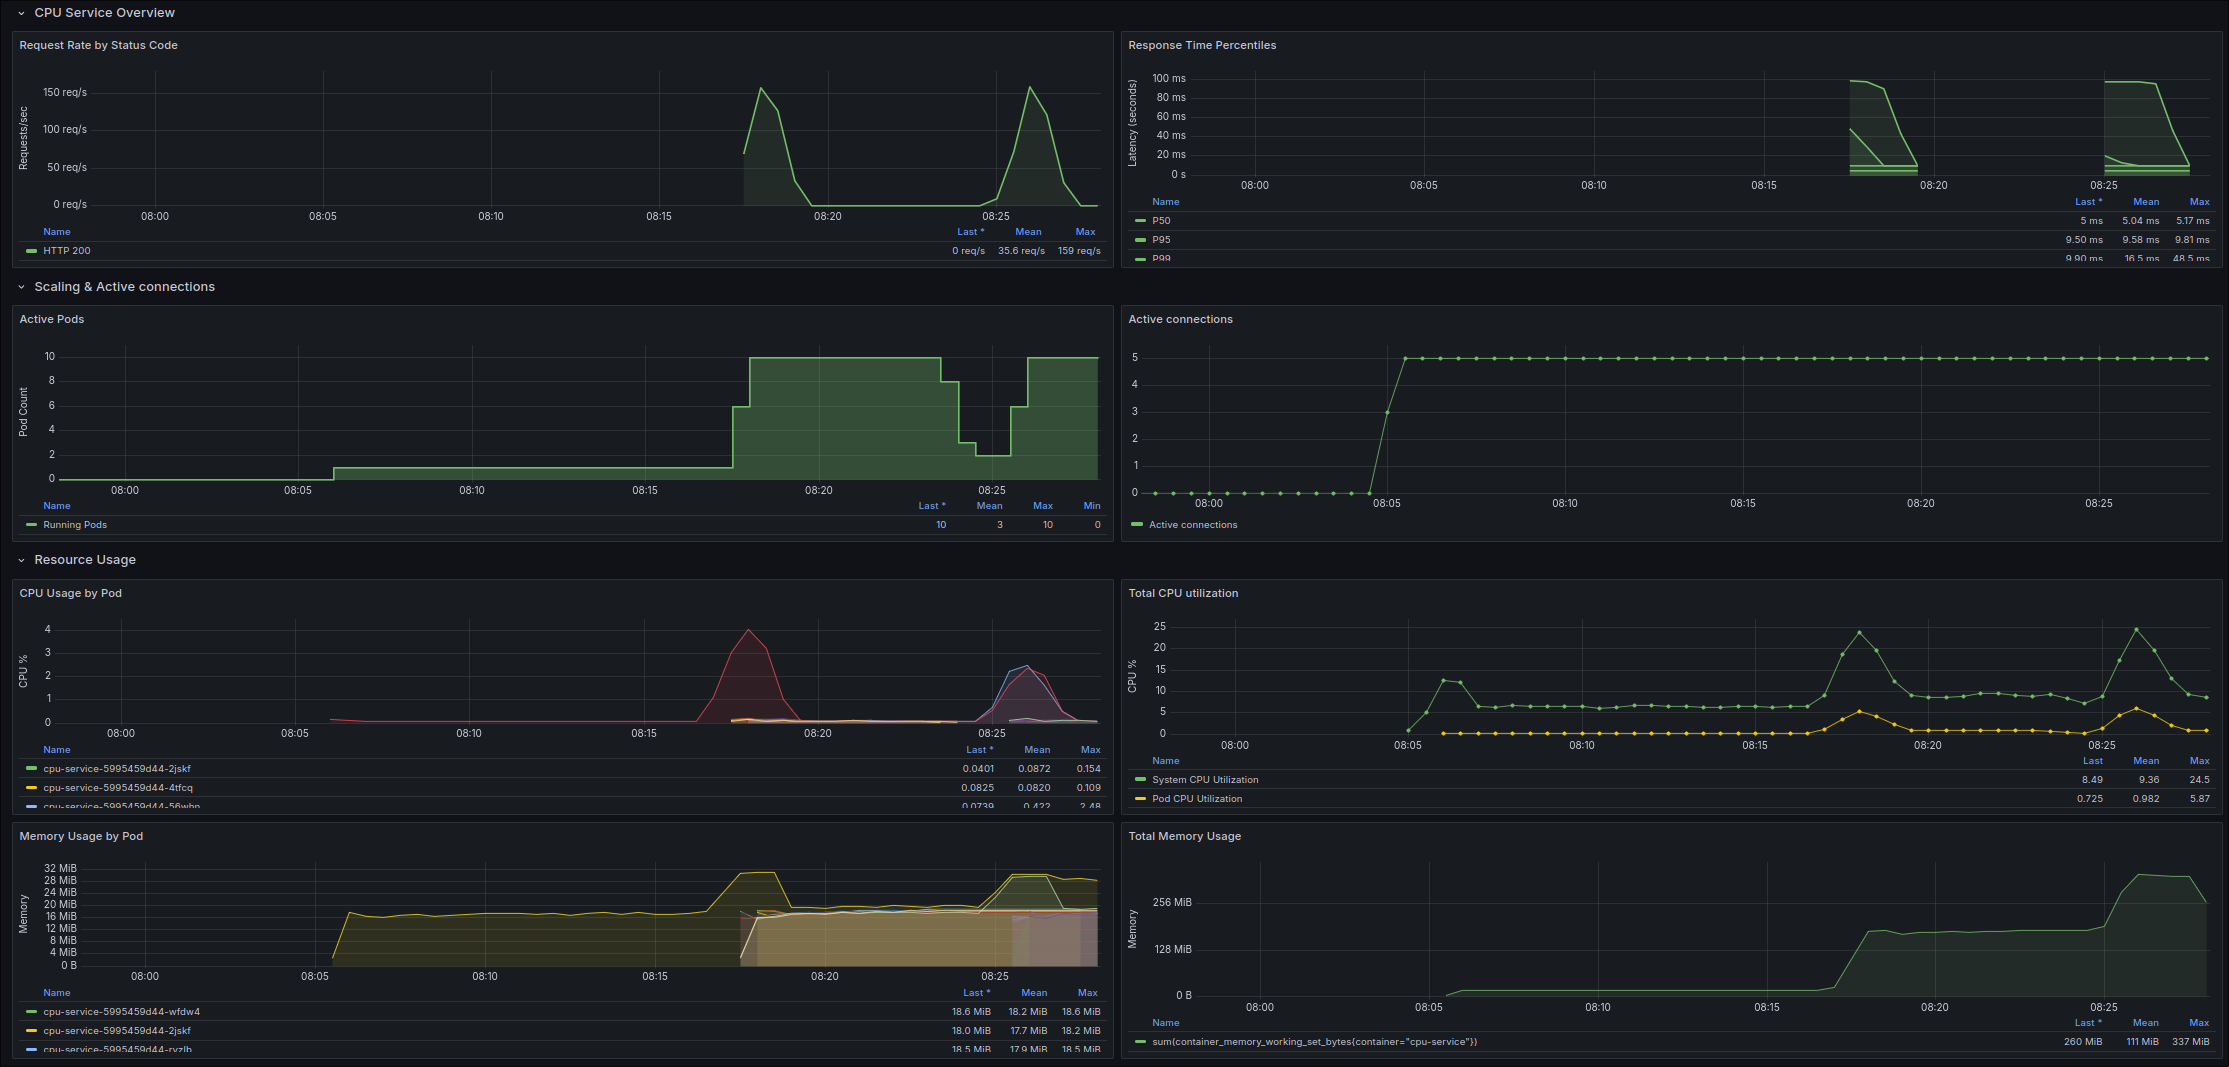 CPU Service Overview
Request Rate by Status Code
Requests/sec
150 req/s
100 req/s
50 req/s
0 req/s
08:00 08:05 08:10 08:15 08:20 08:25
Name Last * Mean Max
HTTP 200 0 req/s 35.6 req/s 159 req/s
Response Time Percentiles
Latency (seconds)
100 ms
80 ms
60 ms
40 ms
20 ms
0 s
08:00 08:05 08:10 08:15 08:20 08:25
Name Last * Mean Max
P50 5 ms 5.04 ms 5.17 ms
P95 9.50 ms 9.58 ms 9.81 ms
P99 9.90 ms 16.5 ms 48.5 ms
Scaling & Active connections
Active Pods
Pod Count
10
8
6
4
2
0
08:00 08:05 08:10 08:15 08:20 08:25
Name Last * Mean Max Min
Running Pods 10 3 10 0
Active connections
5
4
3
2
1
0
08:00 08:05 08:10 08:15 08:20 08:25
Active connections
Resource Usage
CPU Usage by Pod
CPU %
4
3
2
1
0
08:00 08:05 08:10 08:15 08:20 08:25
Name Last * Mean Max
cpu-service-5995459d44-2jskf 0.0401 0.0872 0.154
cpu-service-5995459d44-4tfcq 0.0825 0.0820 0.109
cpu-service-5995459d44-56whn 0.0739 0.422 2.48
Total CPU utilization
CPU %
25
20
15
10
5
0
08:00 08:05 08:10 08:15 08:20 08:25
Name Last Mean Max
System CPU Utilization 8.49 9.36 24.5
Pod CPU Utilization 0.725 0.982 5.87
Memory Usage by Pod
Memory
32 MiB
28 MiB
24 MiB
20 MiB
16 MiB
12 MiB
8 MiB
4 MiB
0 B
08:00 08:05 08:10 08:15 08:20 08:25
Name Last * Mean Max
cpu-service-5995459d44-wfdw4 18.6 MiB 18.2 MiB 18.6 MiB
cpu-service-5995459d44-2jskf 18.0 MiB 17.7 MiB 18.2 MiB
18.5 MiB 17.9 MiB 18.5 MiB
Total Memory Usage
Memory
256 MiB
128 MiB
0 B
08:00 08:05 08:10 08:15 08:20 08:25
Name Last * Mean Max
sum(container_memory_working_set_bytes{container="cpu-service"}) 260 MiB 111 MiB 337 MiB